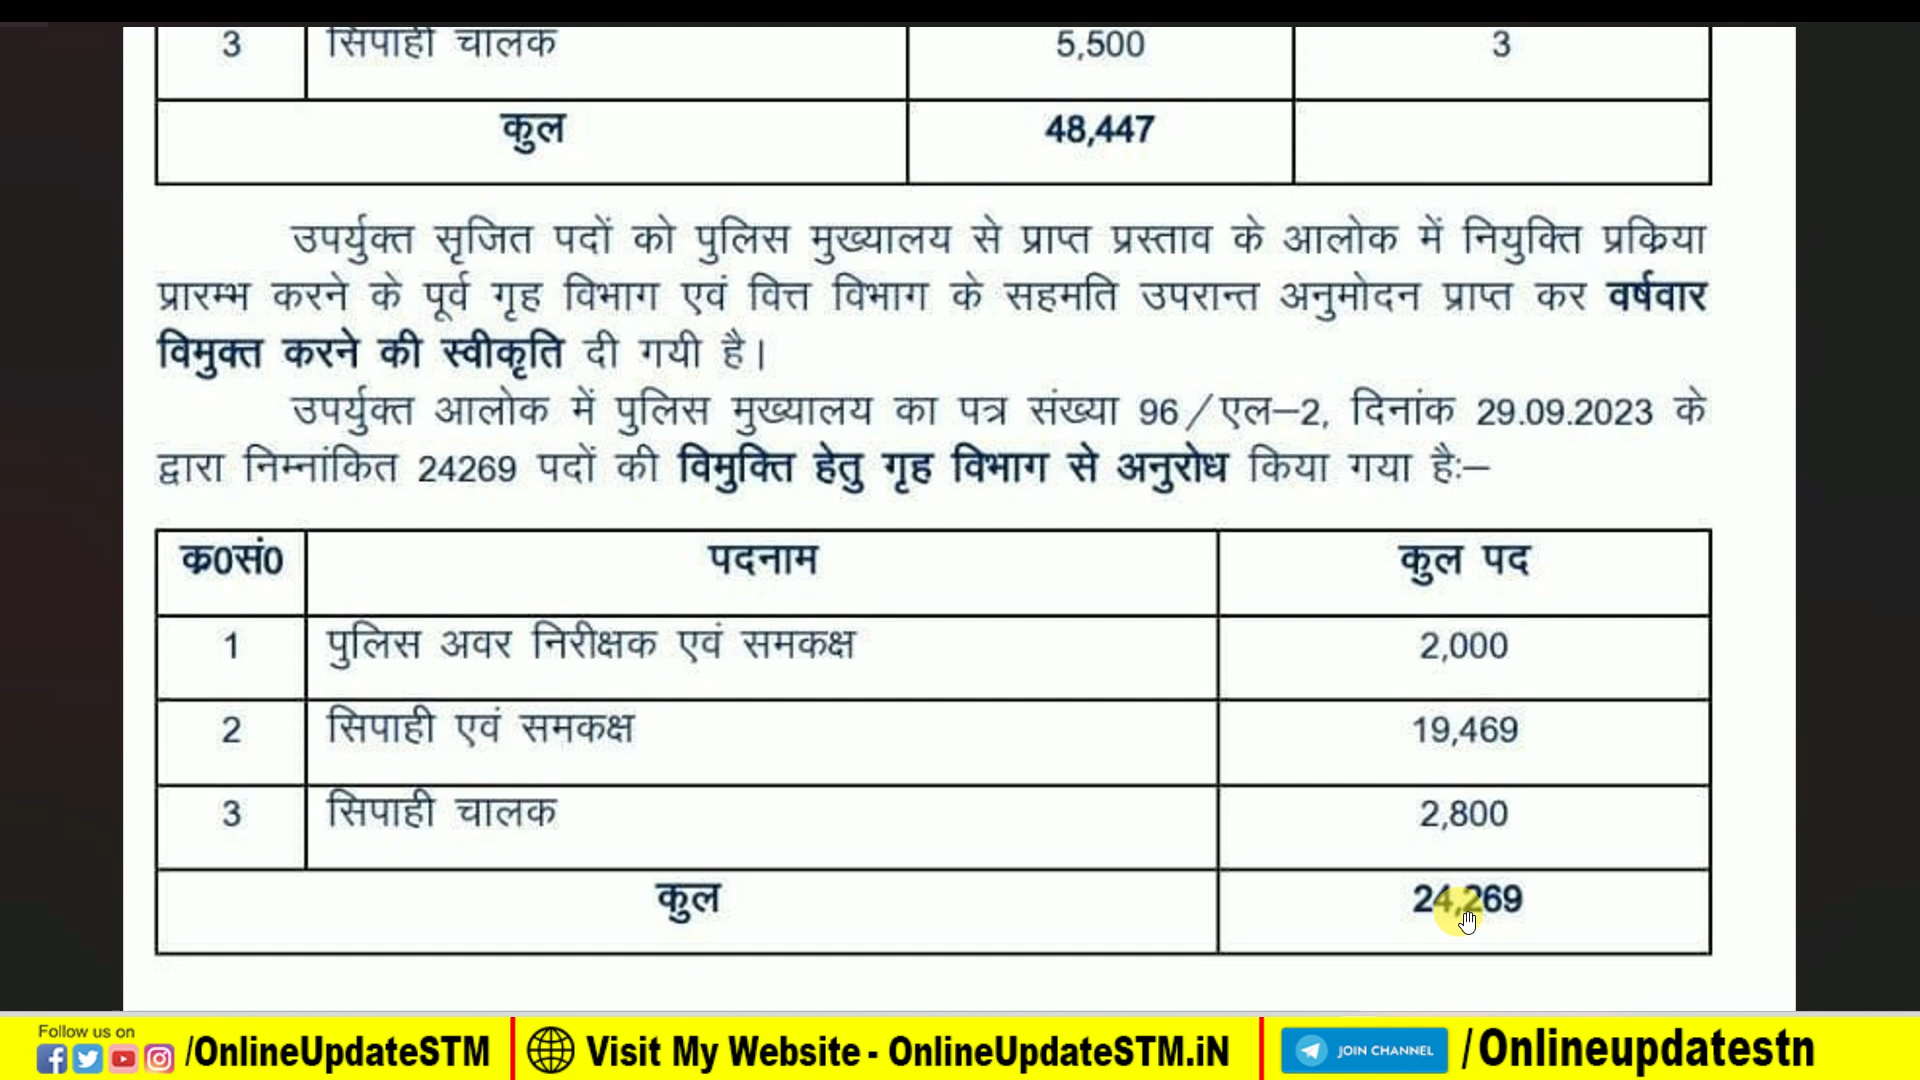 3 सिपाही चालक 5,500 3
कुल 48,447
उपर्युक्त सृजित पदों को पुलिस मुख्यालय से प्राप्त प्रस्ताव के आलोक में नियुक्ति प्रक्रिया
प्रारम्भ करने के पूर्व गृह विभाग एवं वित्त विभाग के सहमति उपरान्त अनुमोदन प्राप्त कर वर्षवार
विमुक्त करने की स्वीकृति दी गयी है।
उपर्युक्त आलोक में पुलिस मुख्यालय का पत्र संख्या 96/एल–2, दिनांक 29.09.2023 के
द्वारा निम्नांकित 24269 पदों की विमुक्ति हेतु गृह विभाग से अनुरोध किया गया है:–
क्र0सं0 पदनाम कुल पद
1 पुलिस अवर निरीक्षक एवं समकक्ष 2,000
2 सिपाही एवं समकक्ष 19,469
3 सिपाही चालक 2,800
कुल 24,269
Follow us on
/OnlineUpdateSTM Visit My Website - OnlineUpdateSTM.iN JOIN CHANNEL /Onlineupdatestn